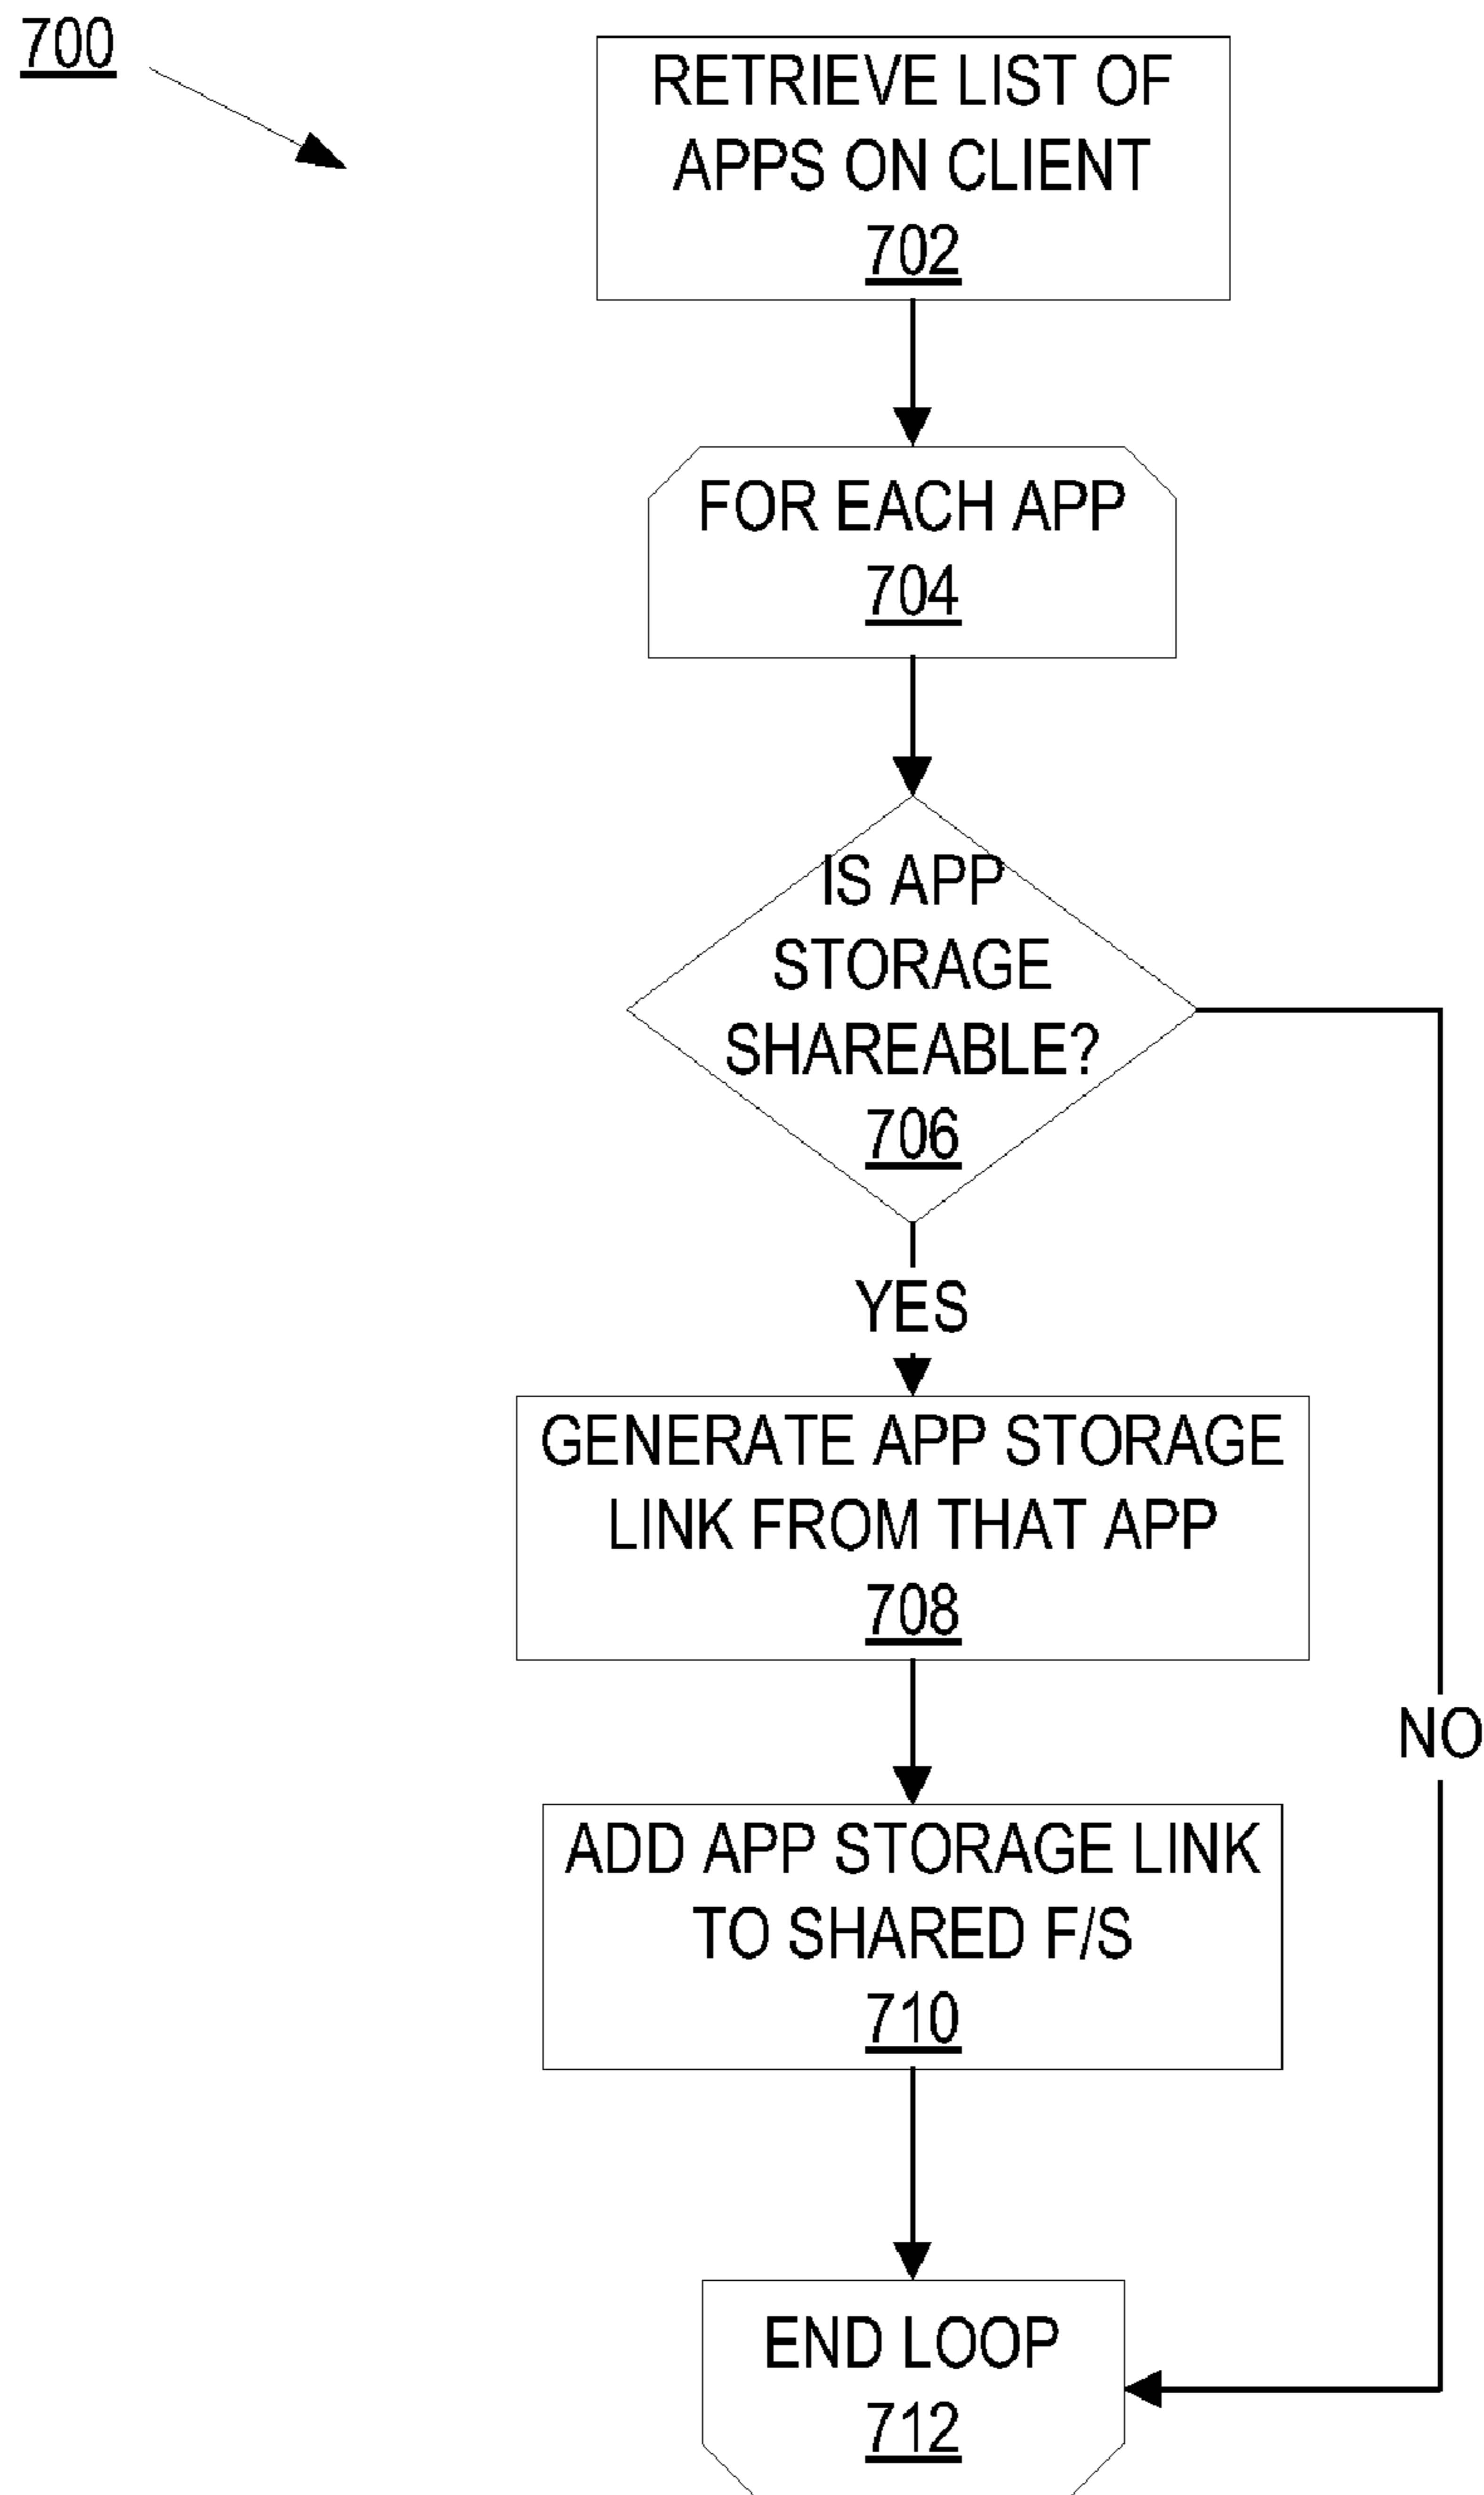 700
RETRIEVE LIST OF
APPS ON CLIENT
702
FOR EACH APP
704
IS APP
STORAGE
SHAREABLE?
706
YES
GENERATE APP STORAGE
LINK FROM THAT APP
708
NO
ADD APP STORAGE LINK
TO SHARED F/S
710
END LOOP
712